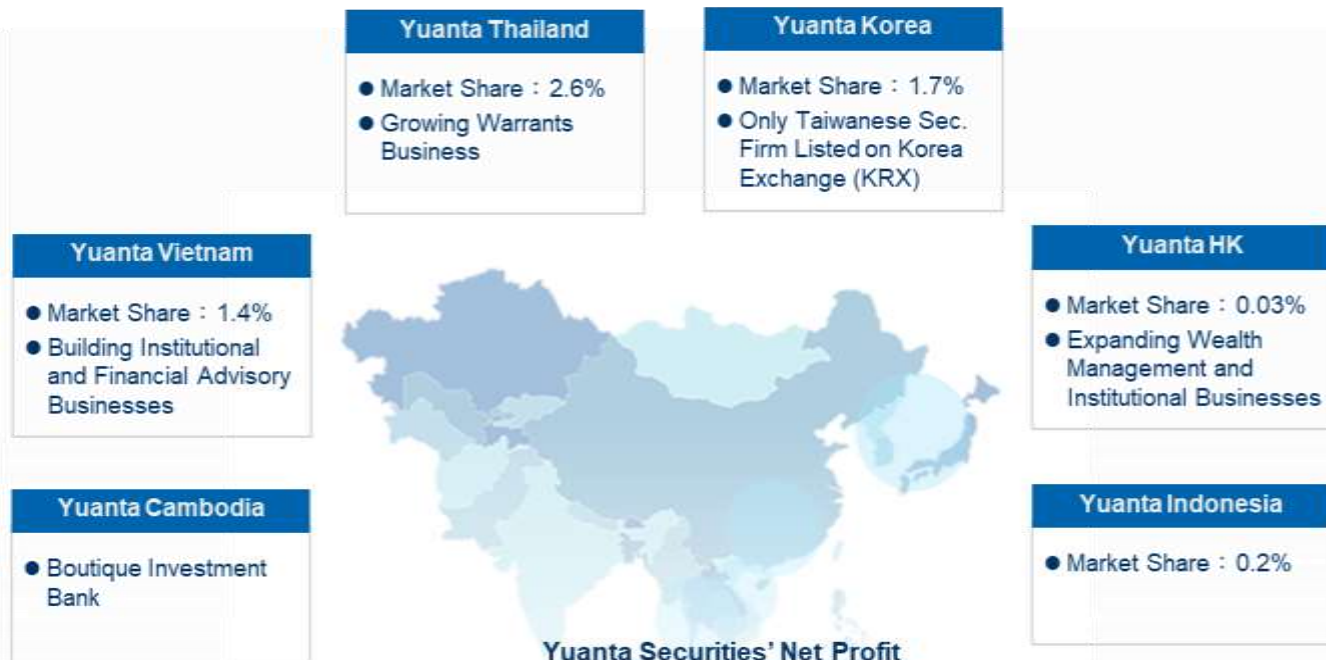 Yuanta Thailand
● Market Share：2.6%
● Growing Warrants
Business
Yuanta Korea
● Market Share：1.7%
● Only Taiwanese Sec.
Firm Listed on Korea
Exchange (KRX)
Yuanta Vietnam
● Market Share：1.4%
● Building Institutional
and Financial Advisory
Businesses
Yuanta HK
● Market Share：0.03%
● Expanding Wealth
Management and
Institutional Businesses
Yuanta Cambodia
● Boutique Investment
Bank
Yuanta Indonesia
● Market Share：0.2%
Yuanta Securities' Net Profit